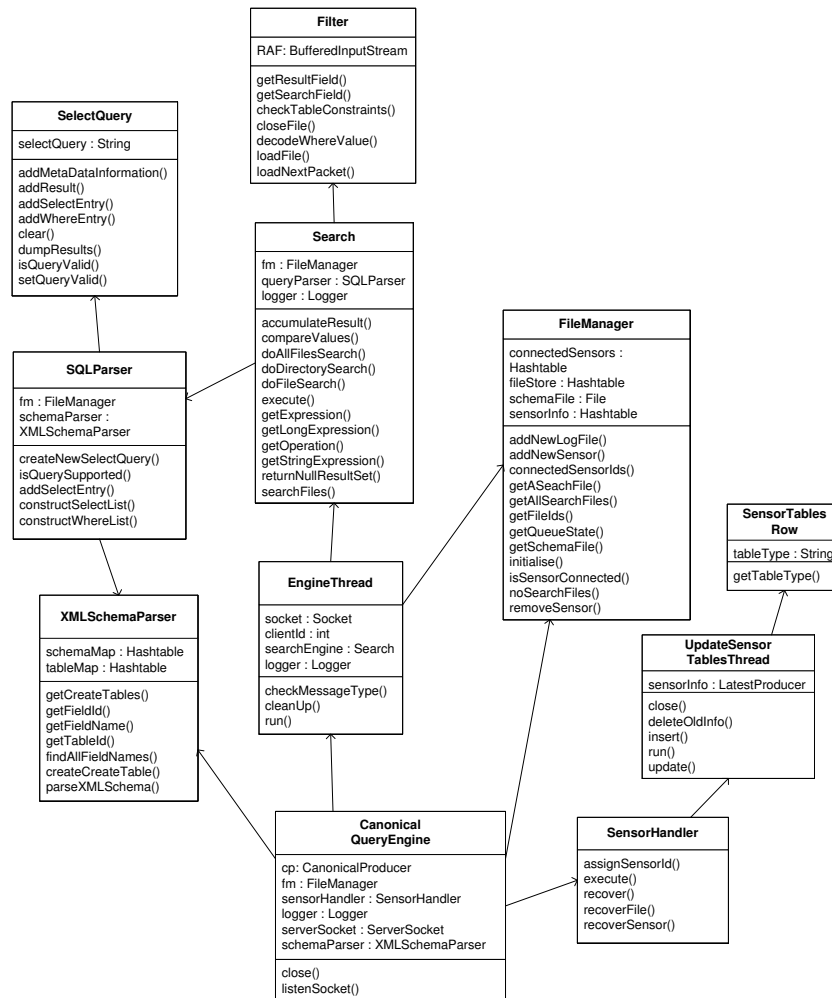 Filter
RAF: BufferedInputStream
getResultField()
getSearchField()
checkTableConstraints()
closeFile()
decodeWhereValue()
loadFile()
loadNextPacket()
SelectQuery
selectQuery : String
addMetaDataInformation()
addResult()
addSelectEntry()
addWhereEntry()
clear()
dumpResults()
isQueryValid()
setQueryValid()
Search
fm : FileManager
queryParser : SQLParser
logger : Logger
accumulateResult()
compareValues()
doAllFilesSearch()
doDirectorySearch()
doFileSearch()
execute()
getExpression()
getLongExpression()
getOperation()
getStringExpression()
returnNullResultSet()
searchFiles()
FileManager
connectedSensors :
Hashtable
fileStore : Hashtable
schemaFile : File
sensorInfo : Hashtable
addNewLogFile()
addNewSensor()
connectedSensorIds()
getASeachFile()
getAllSearchFiles()
getFileIds()
getQueueState()
getSchemaFile()
initialise()
isSensorConnected()
noSearchFiles()
removeSensor()
SQLParser
fm : FileManager
schemaParser :
XMLSchemaParser
createNewSelectQuery()
isQuerySupported()
addSelectEntry()
constructSelectList()
constructWhereList()
SensorTables
Row
tableType : String
getTableType()
EngineThread
socket : Socket
clientId : int
searchEngine : Search
logger : Logger
checkMessageType()
cleanUp()
run()
XMLSchemaParser
schemaMap : Hashtable
tableMap : Hashtable
getCreateTables()
getFieldId()
getFieldName()
getTableId()
findAllFieldNames()
createCreateTable()
parseXMLSchema()
UpdateSensor
TablesThread
sensorInfo : LatestProducer
close()
deleteOldInfo()
insert()
run()
update()
Canonical
QueryEngine
cp: CanonicalProducer
fm : FileManager
sensorHandler : SensorHandler
logger : Logger
serverSocket : ServerSocket
schemaParser : XMLSchemaParser
close()
listenSocket()
SensorHandler
assignSensorId()
execute()
recover()
recoverFile()
recoverSensor()